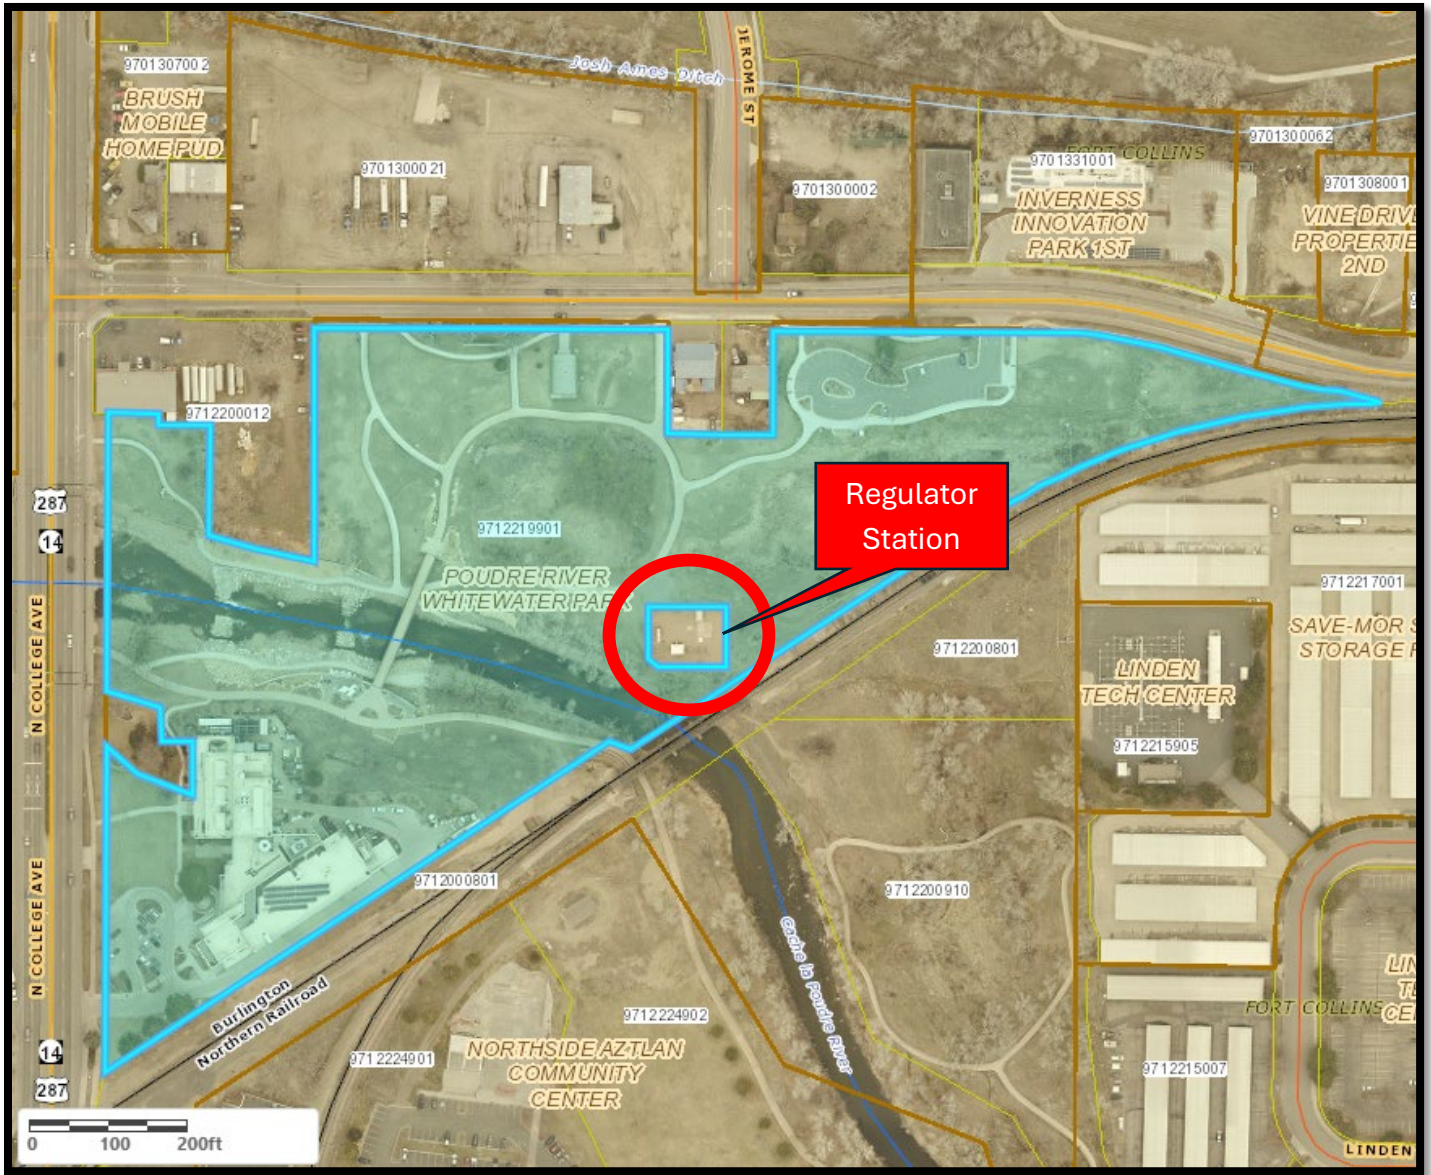 Josh Ames Ditch
JEROME ST
9701307002
BRUSH
MOBILE
HOME PUD
9701300021
9701300002
FORT COLLINS
9701331001
INVERNESS
INNOVATION
PARK 1ST
9701300062
9701308001
VINE DRIVE
PROPERTIE
2ND
9712200012
287
14
9712219901
Regulator
Station
POUDRE RIVER
WHITEWATER PARK
N COLLEGE AVE
9712200801
9712217001
SAVE-MOR S
STORAGE
LINDEN
TECH CENTER
9712215905
9712000801
9712200910
N COLLEGE AVE
Burlington
Northern Railroad
Cache la Poudre River
9712224902
9712224901
NORTHSIDE AZTLAN
COMMUNITY
CENTER
FORT COLLINS
LIN
CE
9712215007
14
287
0 100 200ft
LINDEN